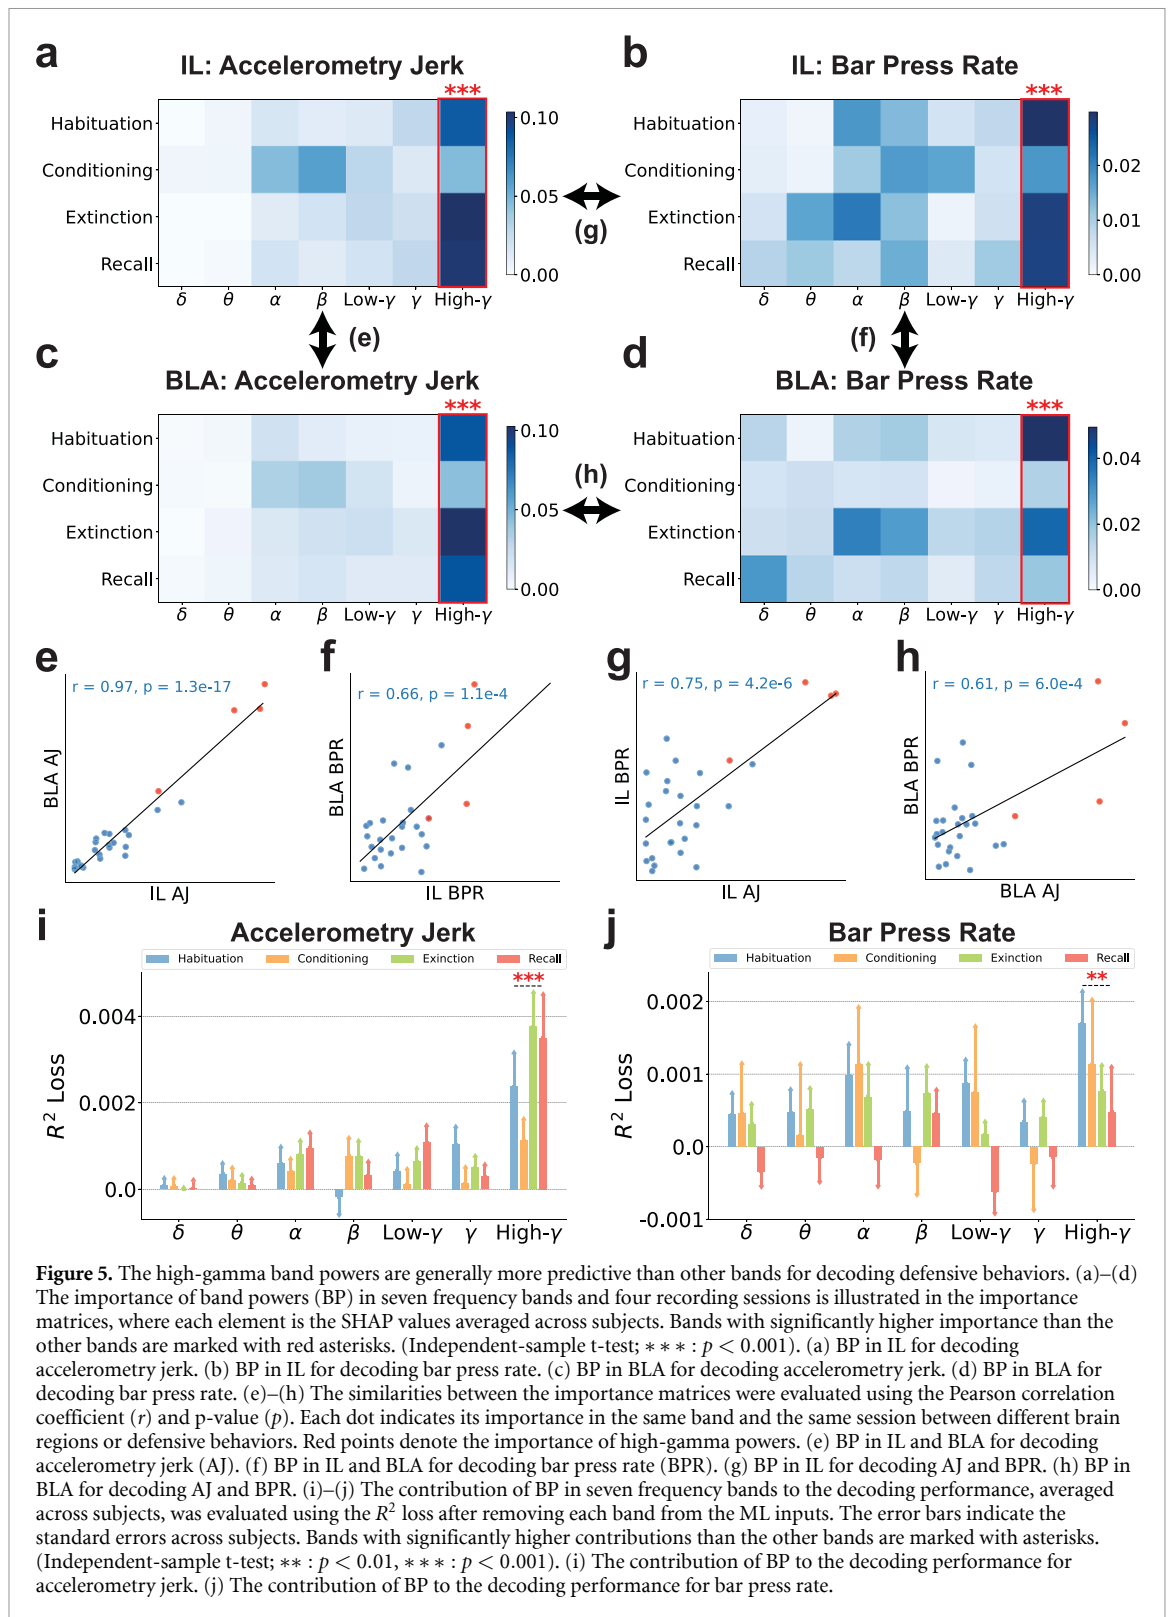 a
IL: Accelerometry Jerk
***
Habituation
Conditioning
Extinction
Recall
δ θ α β Low-γ γ High-γ
0.10
0.05
0.00
(g)
b
IL: Bar Press Rate
***
Habituation
Conditioning
Extinction
Recall
δ θ α β Low-γ γ High-γ
0.02
0.01
0.00
(e)
(f)
c
BLA: Accelerometry Jerk
***
Habituation
Conditioning
Extinction
Recall
δ θ α β Low-γ γ High-γ
0.10
0.05
0.00
(h)
d
BLA: Bar Press Rate
***
Habituation
Conditioning
Extinction
Recall
δ θ α β Low-γ γ High-γ
0.04
0.02
0.00
e
r = 0.97, p = 1.3e-17
BLA AJ
IL AJ
f
r = 0.66, p = 1.1e-4
BLA BPR
IL BPR
g
r = 0.75, p = 4.2e-6
IL BPR
IL AJ
h
r = 0.61, p = 6.0e-4
BLA BPR
BLA AJ
i
Accelerometry Jerk
Habituation Conditioning Exinction Recall
***
0.004
0.002
0.0
R² Loss
δ θ α β Low-γ γ High-γ
j
Bar Press Rate
Habituation Conditioning Exinction Recall
**
0.002
0.001
0.0
-0.001
R² Loss
δ θ α β Low-γ γ High-γ
Figure 5. The high-gamma band powers are generally more predictive than other bands for decoding defensive behaviors. (a)–(d)
The importance of band powers (BP) in seven frequency bands and four recording sessions is illustrated in the importance
matrices, where each element is the SHAP values averaged across subjects. Bands with significantly higher importance than the
other bands are marked with red asterisks. (Independent-sample t-test; ∗ ∗ ∗ : p < 0.001). (a) BP in IL for decoding
accelerometry jerk. (b) BP in IL for decoding bar press rate. (c) BP in BLA for decoding accelerometry jerk. (d) BP in BLA for
decoding bar press rate. (e)–(h) The similarities between the importance matrices were evaluated using the Pearson correlation
coefficient (r) and p-value (p). Each dot indicates its importance in the same band and the same session between different brain
regions or defensive behaviors. Red points denote the importance of high-gamma powers. (e) BP in IL and BLA for decoding
accelerometry jerk (AJ). (f) BP in IL and BLA for decoding bar press rate (BPR). (g) BP in IL for decoding AJ and BPR. (h) BP in
BLA for decoding AJ and BPR. (i)–(j) The contribution of BP in seven frequency bands to the decoding performance, averaged
across subjects, was evaluated using the R² loss after removing each band from the ML inputs. The error bars indicate the
standard errors across subjects. Bands with significantly higher contributions than the other bands are marked with asterisks.
(Independent-sample t-test; ∗∗ : p < 0.01, ∗ ∗ ∗ : p < 0.001). (i) The contribution of BP to the decoding performance for
accelerometry jerk. (j) The contribution of BP to the decoding performance for bar press rate.